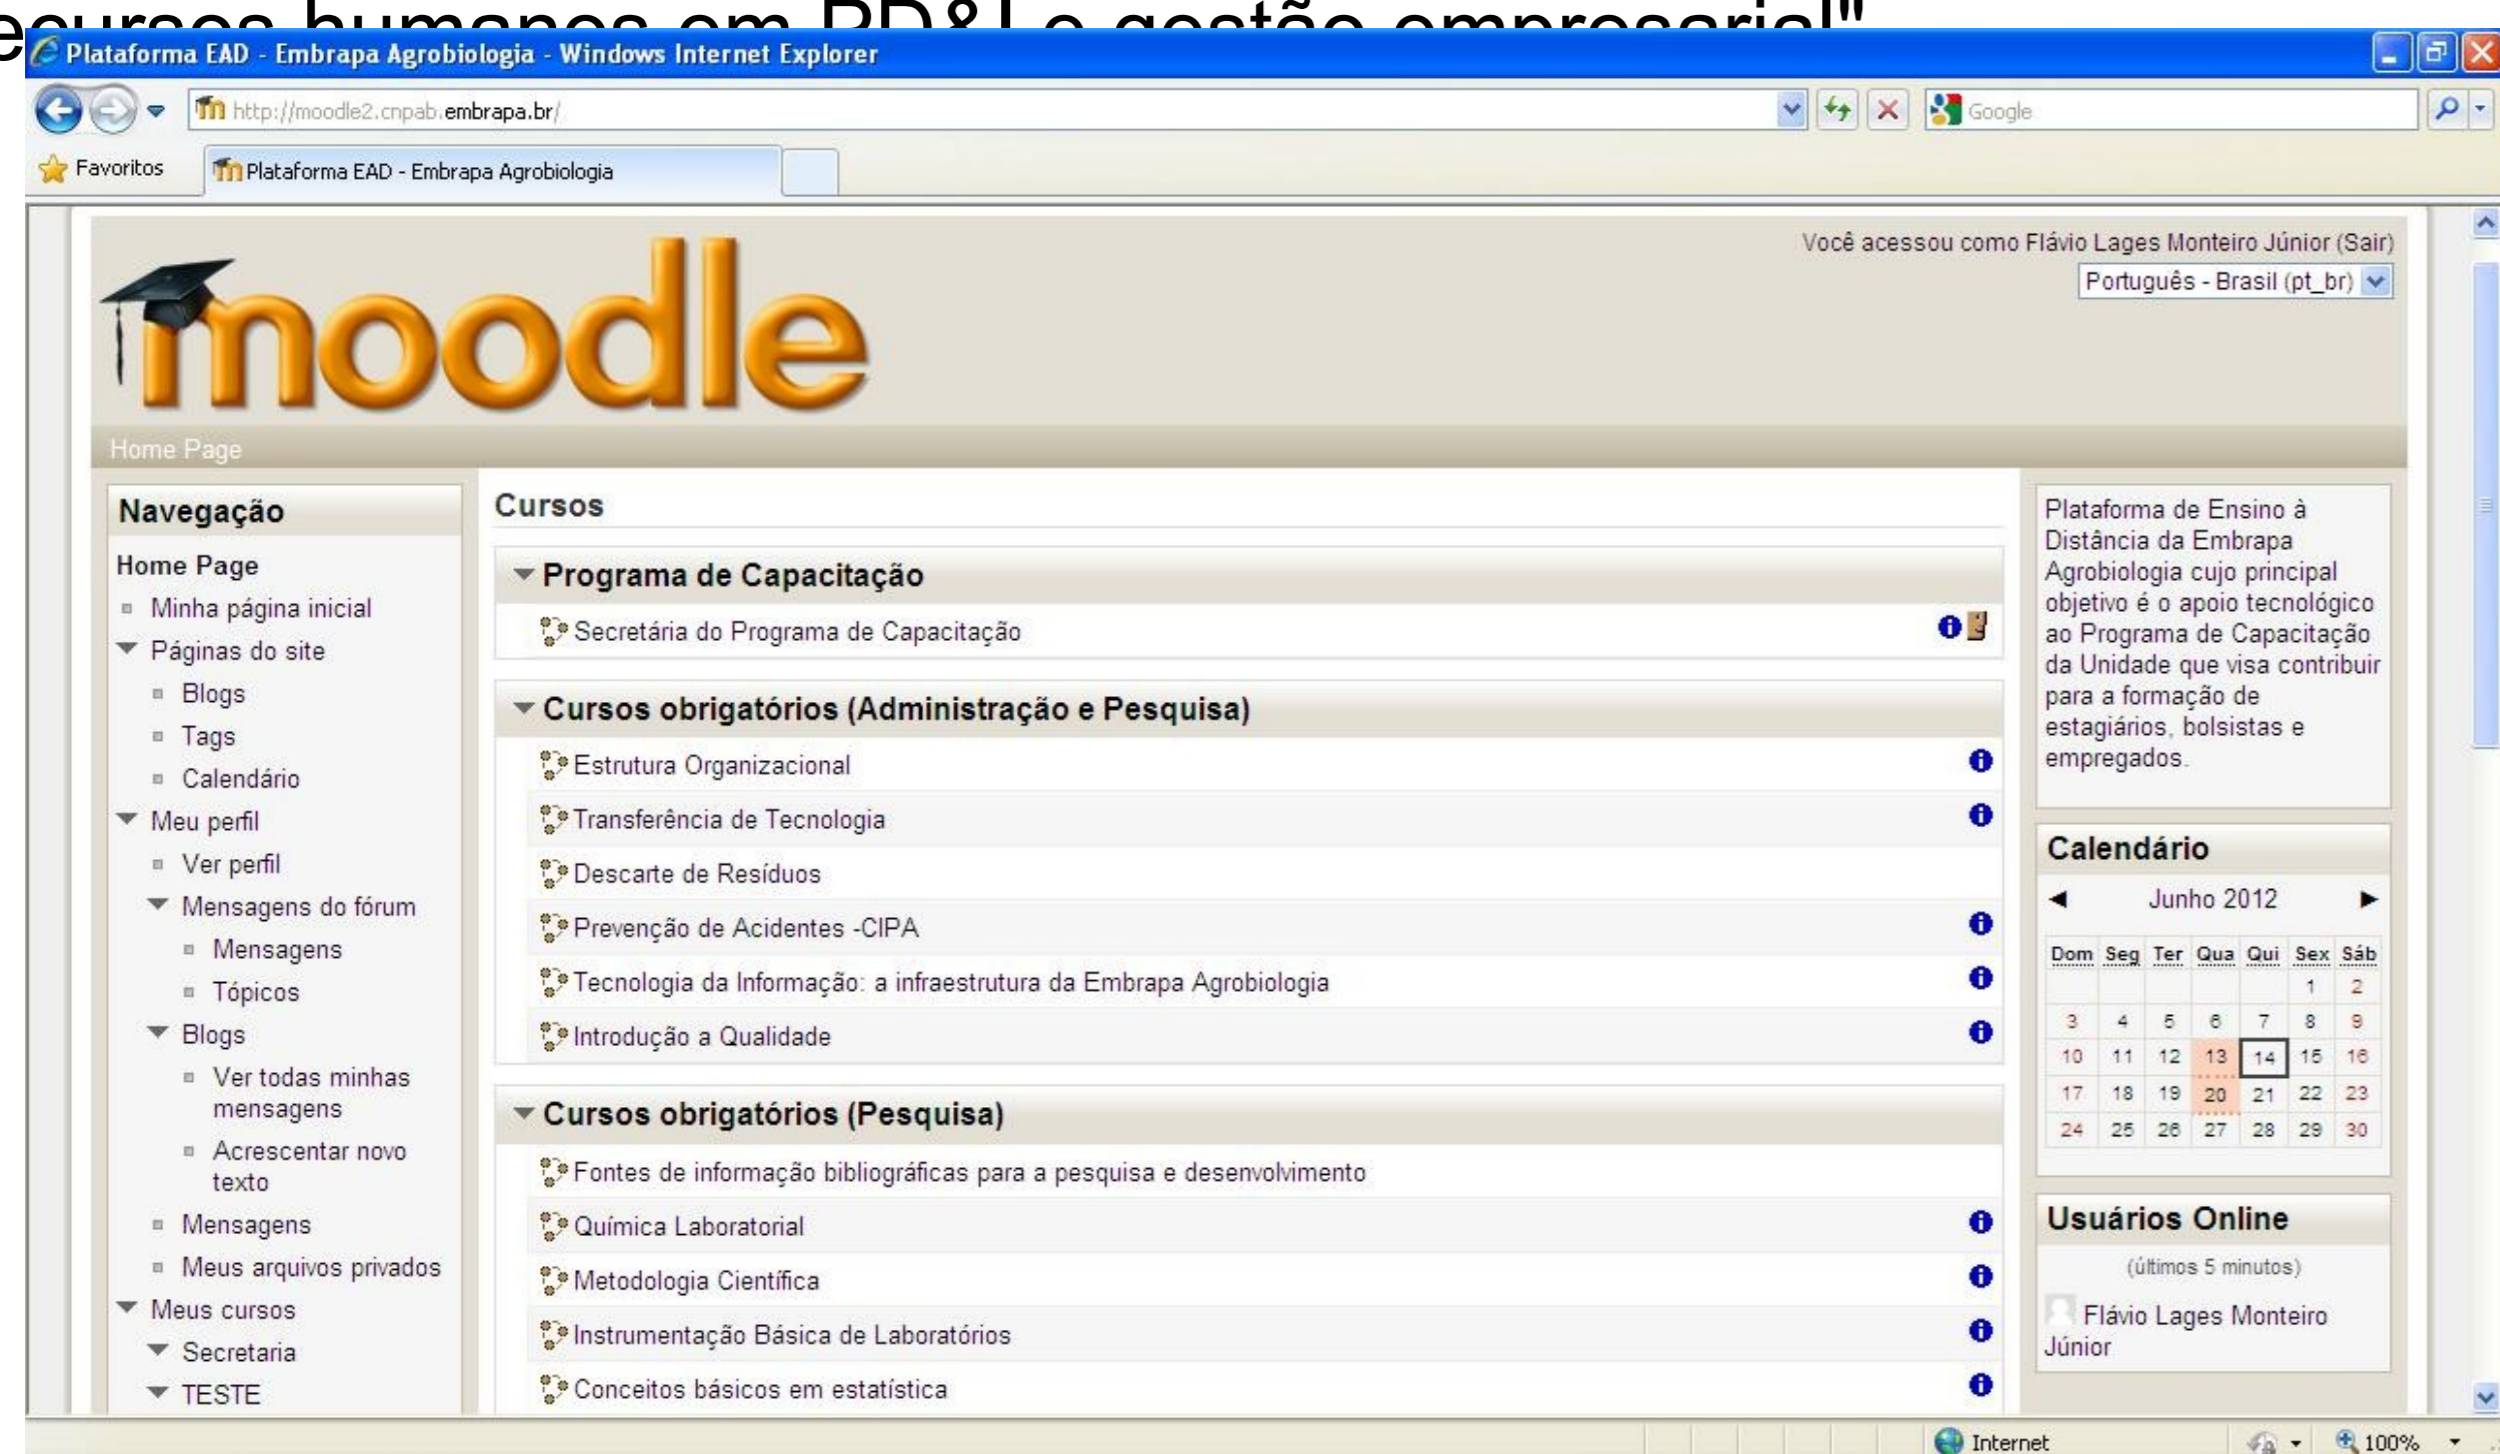 ecursos humanos em PD&I e gestão empresarial"
Plataforma EAD - Embrapa Agrobiologia - Windows Internet Explorer
http://moodle2.cnpab.embrapa.br/
Google
Favoritos
Plataforma EAD - Embrapa Agrobiologia
Você acessou como Flávio Lages Monteiro Júnior (Sair)
Português - Brasil (pt_br)
moodle
Home Page
Navegação
Home Page
Minha página inicial
Páginas do site
Blogs
Tags
Calendário
Meu perfil
Ver perfil
Mensagens do fórum
Mensagens
Tópicos
Blogs
Ver todas minhas
mensagens
Acrescentar novo
texto
Mensagens
Meus arquivos privados
Meus cursos
Secretaria
TESTE
Cursos
Programa de Capacitação
Secretária do Programa de Capacitação
Cursos obrigatórios (Administração e Pesquisa)
Estrutura Organizacional
Transferência de Tecnologia
Descarte de Resíduos
Prevenção de Acidentes -CIPA
Tecnologia da Informação: a infraestrutura da Embrapa Agrobiologia
Introdução a Qualidade
Cursos obrigatórios (Pesquisa)
Fontes de informação bibliográficas para a pesquisa e desenvolvimento
Química Laboratorial
Metodologia Científica
Instrumentação Básica de Laboratórios
Conceitos básicos em estatística
Plataforma de Ensino à
Distância da Embrapa
Agrobiologia cujo principal
objetivo é o apoio tecnológico
ao Programa de Capacitação
da Unidade que visa contribuir
para a formação de
estagiários, bolsistas e
empregados.
Calendário
Junho 2012
Dom Seg Ter Qua Qui Sex Sáb
1 2
3 4 5 6 7 8 9
10 11 12 13 14 15 16
17 18 19 20 21 22 23
24 25 26 27 28 29 30
Usuários Online
(últimos 5 minutos)
Flávio Lages Monteiro
Júnior
Internet
100%